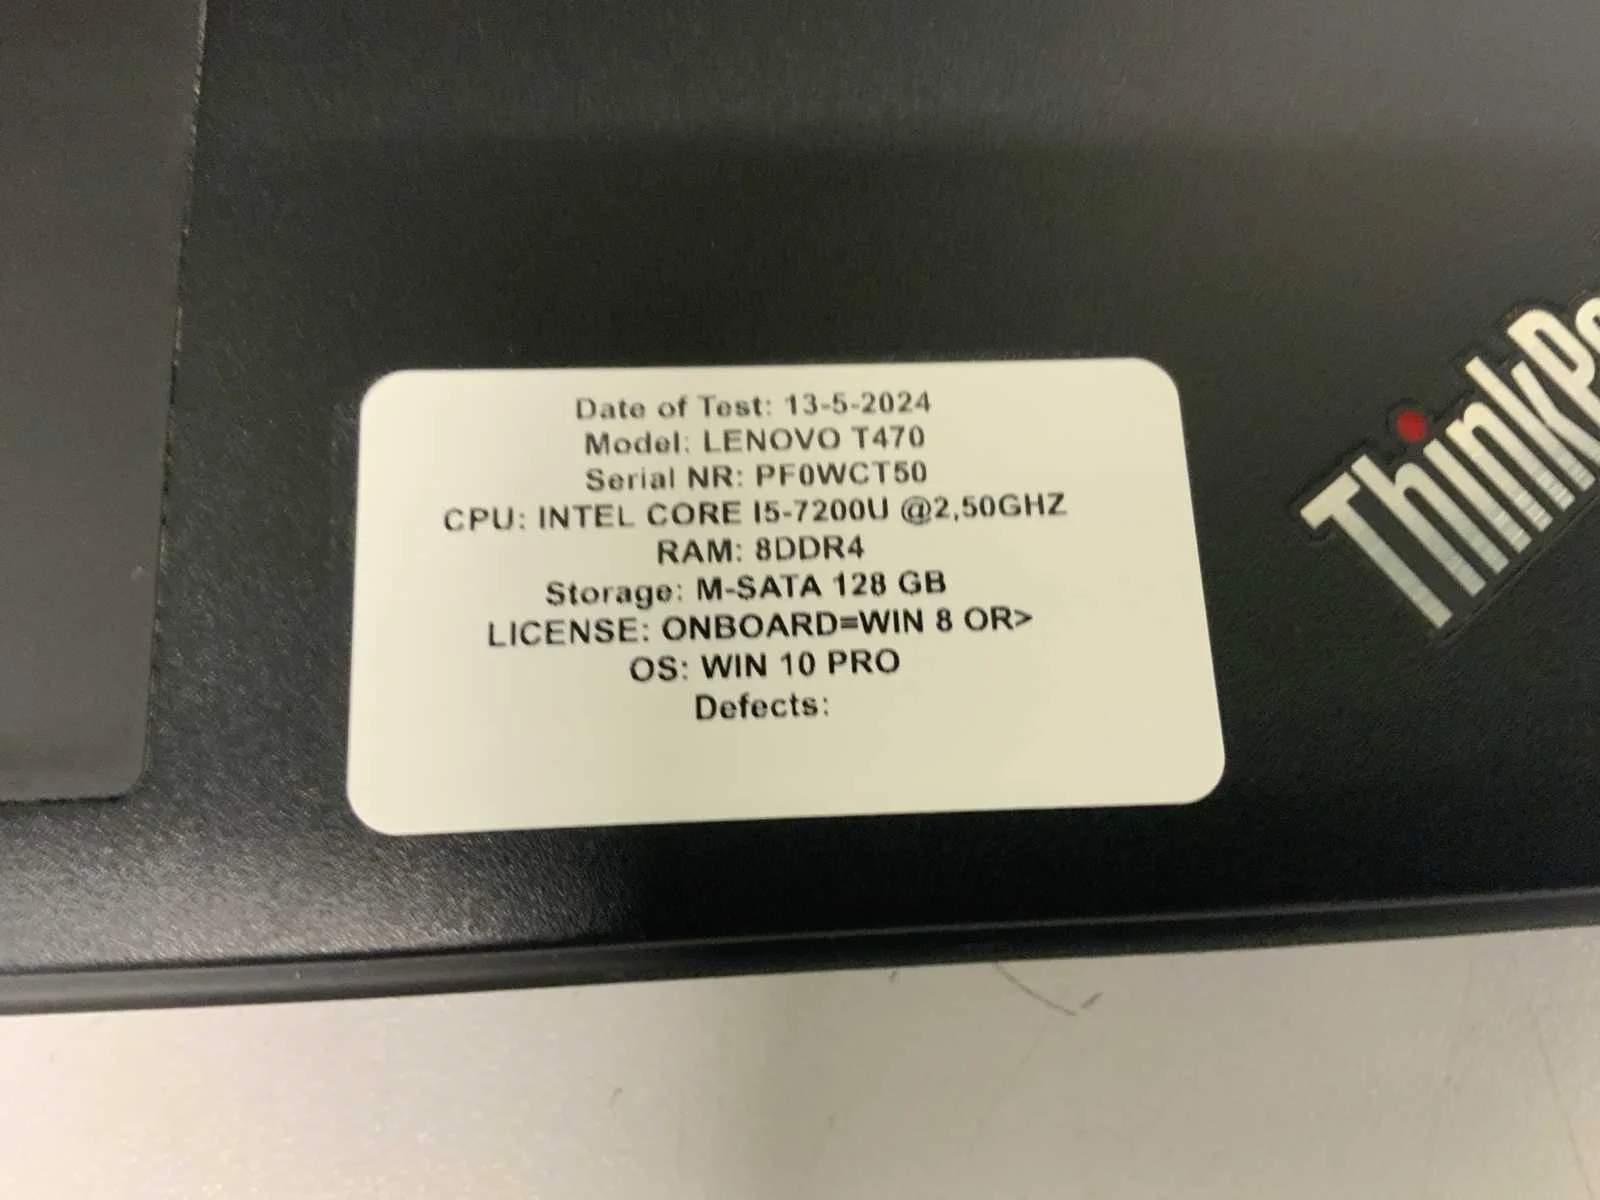 Date of Test: 13-5-2024
Model: LENOVO T470
Serial NR: PF0WCT50
CPU: INTEL CORE I5-7200U @2,50GHZ
RAM: 8DDR4
Storage: M-SATA 128 GB
LICENSE: ONBOARD=WIN 8 OR>
OS: WIN 10 PRO
Defects:
ThinkPa